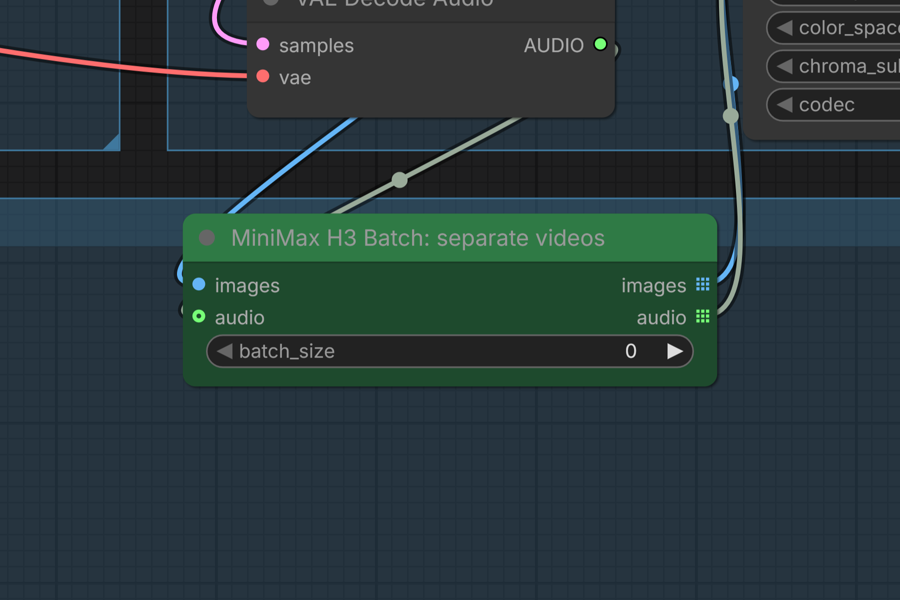 VAE Decode Audio
samples
AUDIO
vae
color_spac
chroma_su
codec
MiniMax H3 Batch: separate videos
images
images
audio
audio
batch_size
0